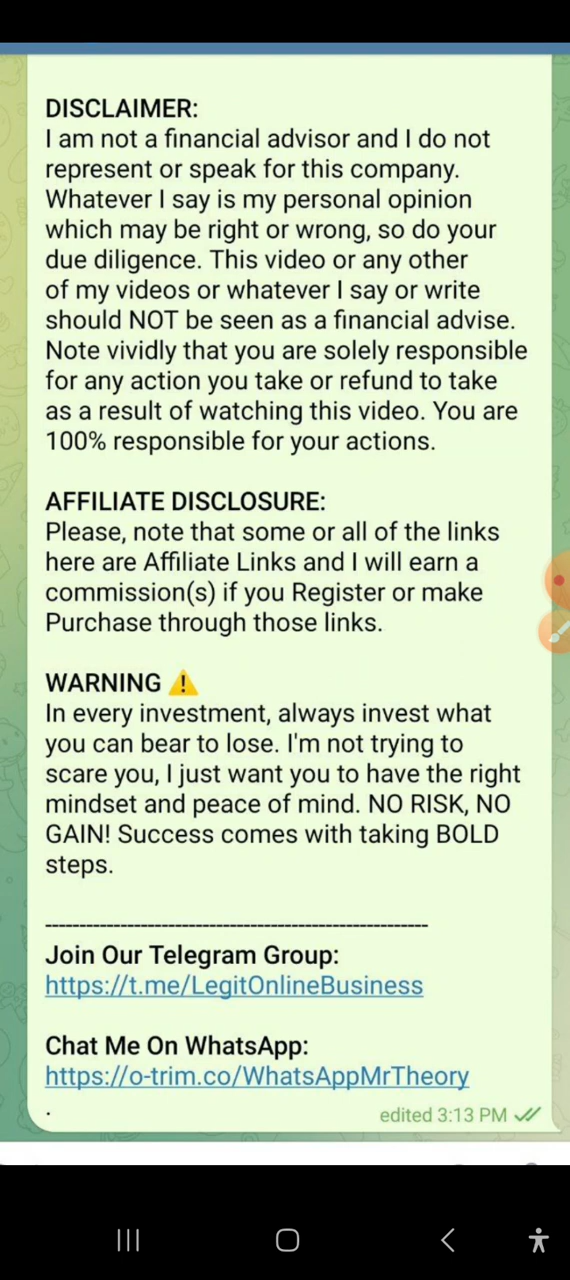 DISCLAIMER:
I am not a financial advisor and I do not
represent or speak for this company.
Whatever I say is my personal opinion
which may be right or wrong, so do your
due diligence. This video or any other
of my videos or whatever I say or write
should NOT be seen as a financial advise.
Note vividly that you are solely responsible
for any action you take or refund to take
as a result of watching this video. You are
100% responsible for your actions.
AFFILIATE DISCLOSURE:
Please, note that some or all of the links
here are Affiliate Links and I will earn a
commission(s) if you Register or make
Purchase through those links.
WARNING ⚠️
In every investment, always invest what
you can bear to lose. I'm not trying to
scare you, I just want you to have the right
mindset and peace of mind. NO RISK, NO
GAIN! Success comes with taking BOLD
steps.
-------------------------------------------------------
Join Our Telegram Group:
https://t.me/LegitOnlineBusiness
Chat Me On WhatsApp:
https://o-trim.co/WhatsAppMrTheory
.
edited 3:13 PM